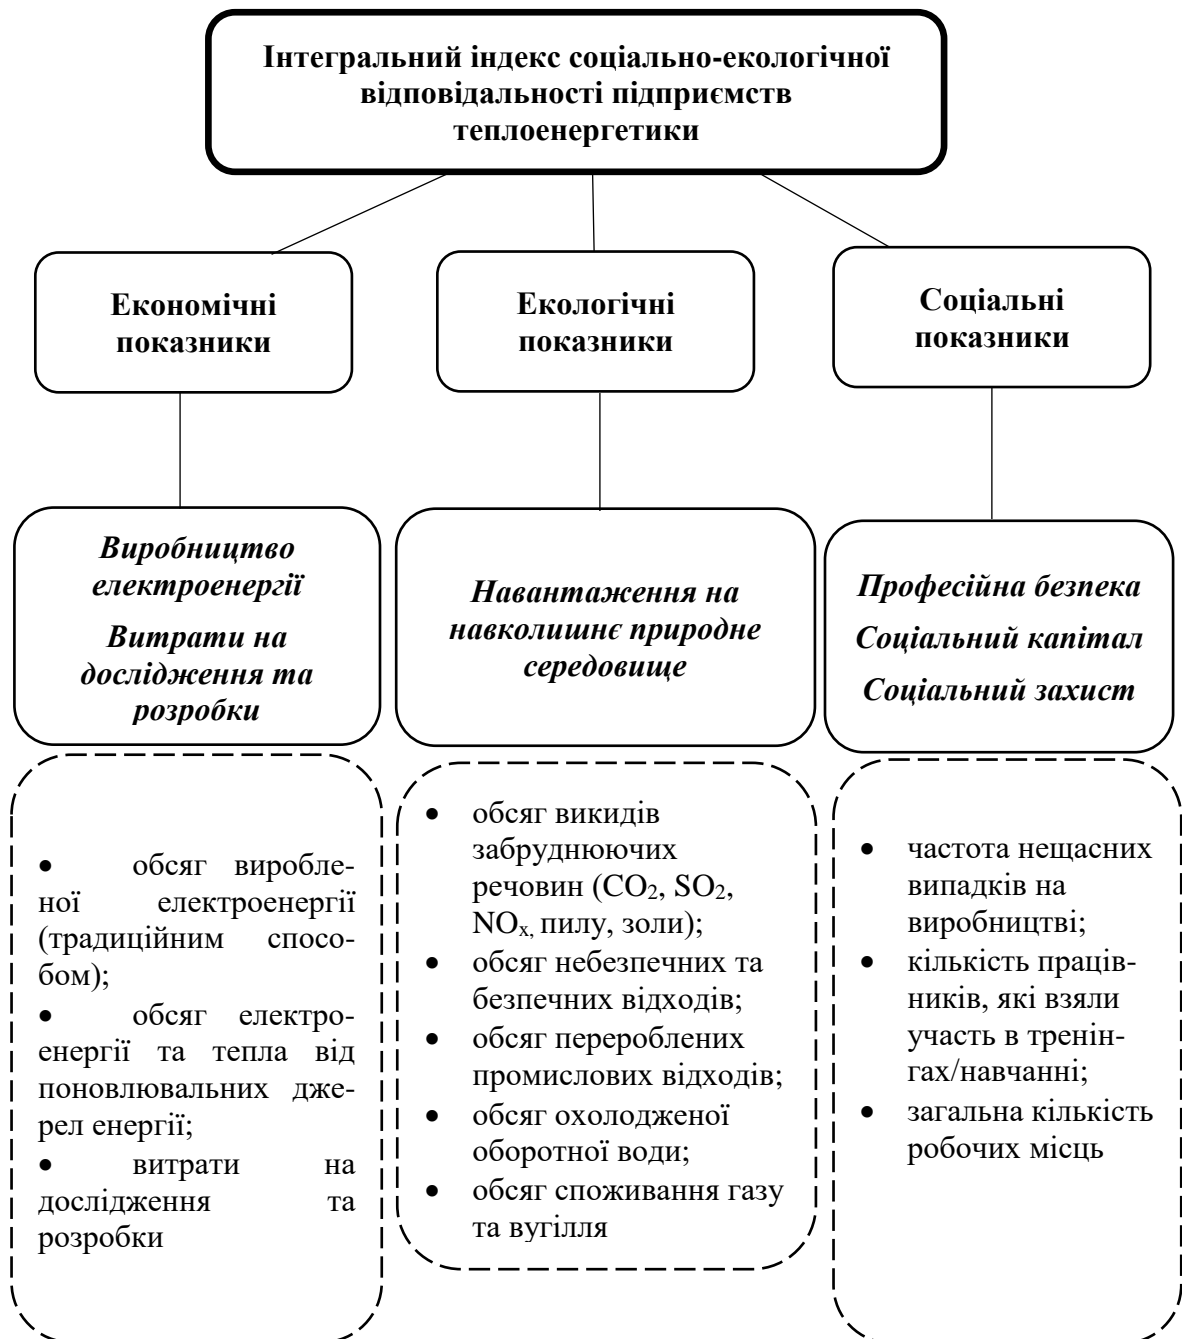 Інтегральний індекс соціально-екологічної
відповідальності підприємств
теплоенергетики
Економічні
показники
Екологічні
показники
Соціальні
показники
Виробництво
електроенергії
Витрати на
дослідження та
розробки
Навантаження на
навколишнє природне
середовище
Професійна безпека
Соціальний капітал
Соціальний захист
• обсяг виробле-
ної електроенергії
(традиційним спосо-
бом);
• обсяг електро-
енергії та тепла від
поновлювальних дже-
рел енергії;
• витрати на
дослідження та
розробки
• обсяг викидів
забруднюючих
речовин (CO₂, SO₂,
NOₓ, пилу, золи);
• обсяг небезпечних та
безпечних відходів;
• обсяг перероблених
промислових відходів;
• обсяг охолодженої
оборотної води;
• обсяг споживання газу
та вугілля
• частота нещасних
випадків на
виробництві;
• кількість праців-
ників, які взяли
участь в тренін-
гах/навчанні;
• загальна кількість
робочих місць